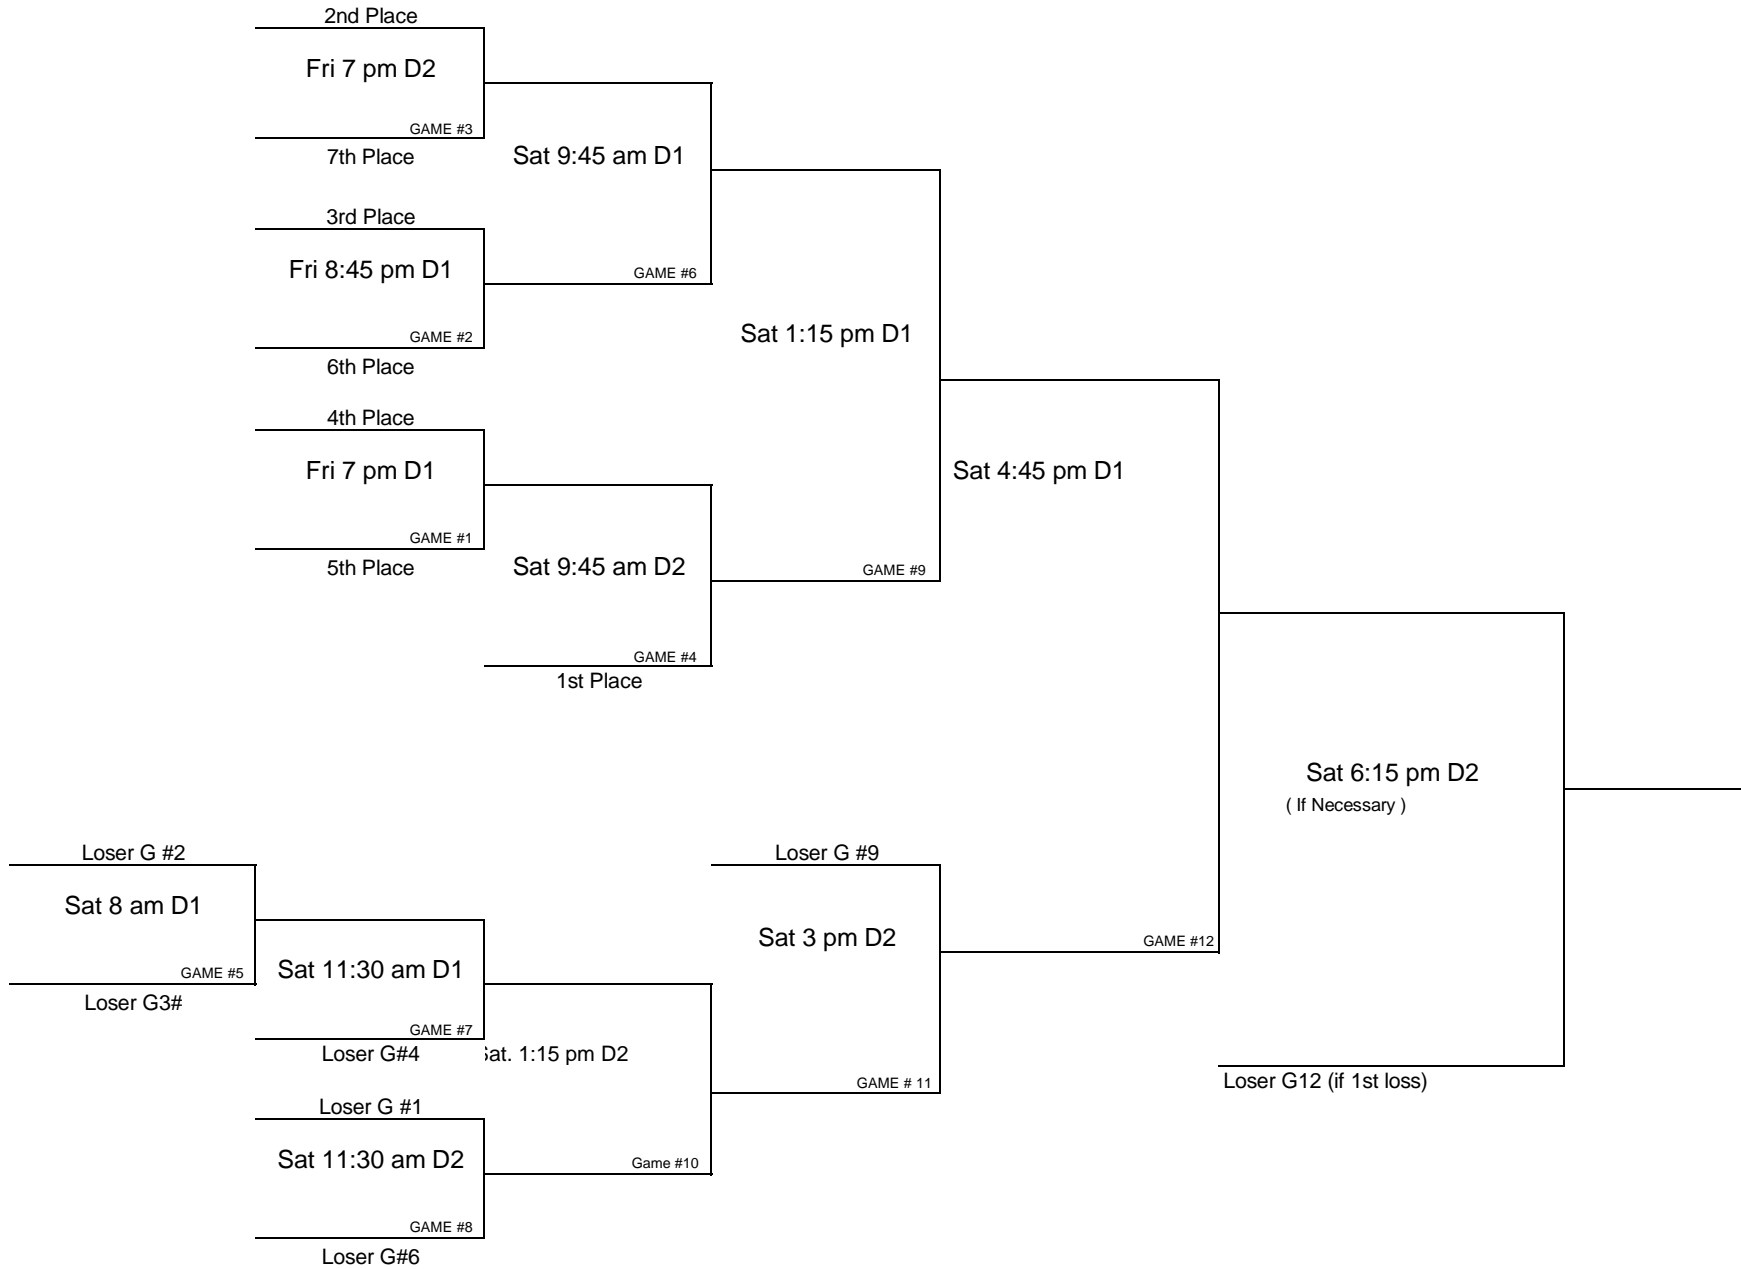 2nd Place
Fri 7 pm D2
GAME #3
7th Place
Sat 9:45 am D1
3rd Place
Fri 8:45 pm D1
GAME #6
GAME #2
6th Place
Sat 1:15 pm D1
4th Place
Fri 7 pm D1
Sat 4:45 pm D1
GAME #1
5th Place
Sat 9:45 am D2
GAME #9
GAME #4
1st Place
Sat 6:15 pm D2
( If Necessary )
Loser G #2
Loser G #9
Sat 8 am D1
Sat 3 pm D2
GAME #12
GAME #5
Sat 11:30 am D1
Loser G3#
GAME #7
Loser G#4
Sat. 1:15 pm D2
GAME # 11
Loser G12 (if 1st loss)
Loser G #1
Sat 11:30 am D2
Game #10
GAME #8
Loser G#6